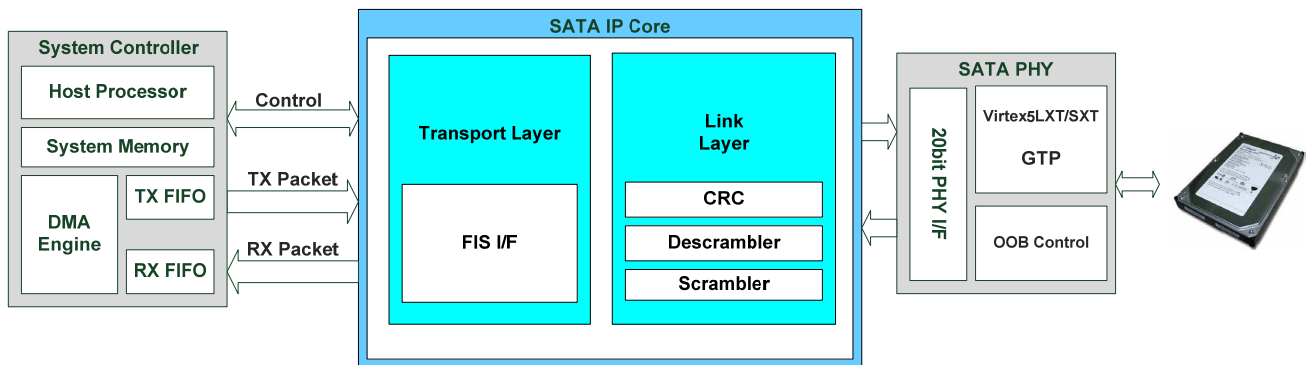 System Controller
Host Processor
System Memory
DMA
Engine
TX FIFO
RX FIFO
Control
TX Packet
RX Packet
SATA IP Core
Transport Layer
FIS I/F
Link
Layer
CRC
Descrambler
Scrambler
SATA PHY
20bit PHY I/F
Virtex5LXT/SXT
GTP
OOB Control